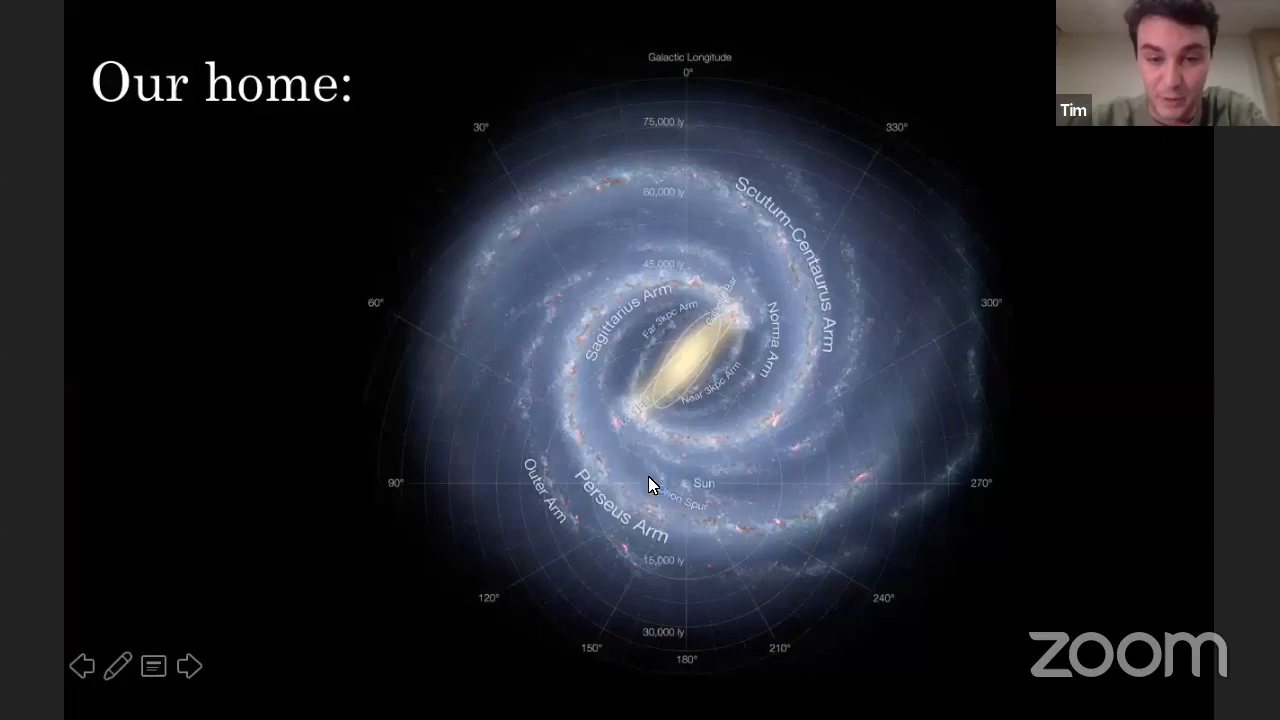 Our home:
Tim
Galactic Longitude
0°
30°
330°
75,000 ly
60,000 ly
Scutum-Centaurus Arm
45,000 ly
Sagittarius Arm
Far 3kpc Arm
60°
300°
Norma Arm
Near 3kpc Arm
90°
Sun
270°
Outer Arm
Perseus Arm
Spur
15,000 ly
120°
240°
30,000 ly
150°
180°
210°
zoom